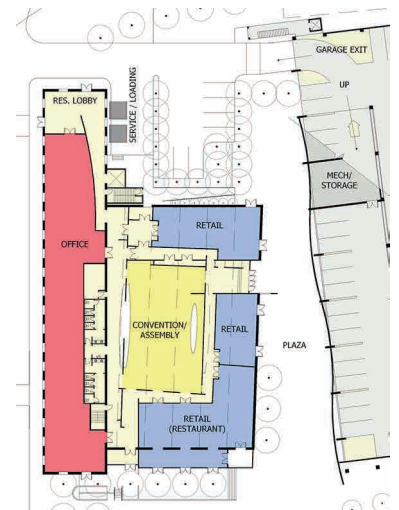 GARAGE EXIT
UP
RES. LOBBY
SERVICE / LOADING
MECH/
STORAGE
RETAIL
OFFICE
CONVENTION/
ASSEMBLY
RETAIL
PLAZA
RETAIL
(RESTAURANT)